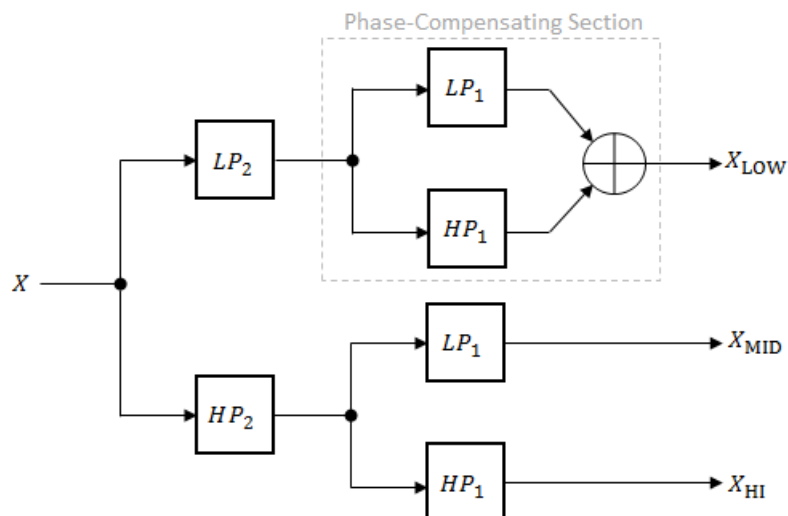 Phase-Compensating Section
LP₁
LP₂
X_LOW
HP₁
X
LP₁
X_MID
HP₂
HP₁
X_HI